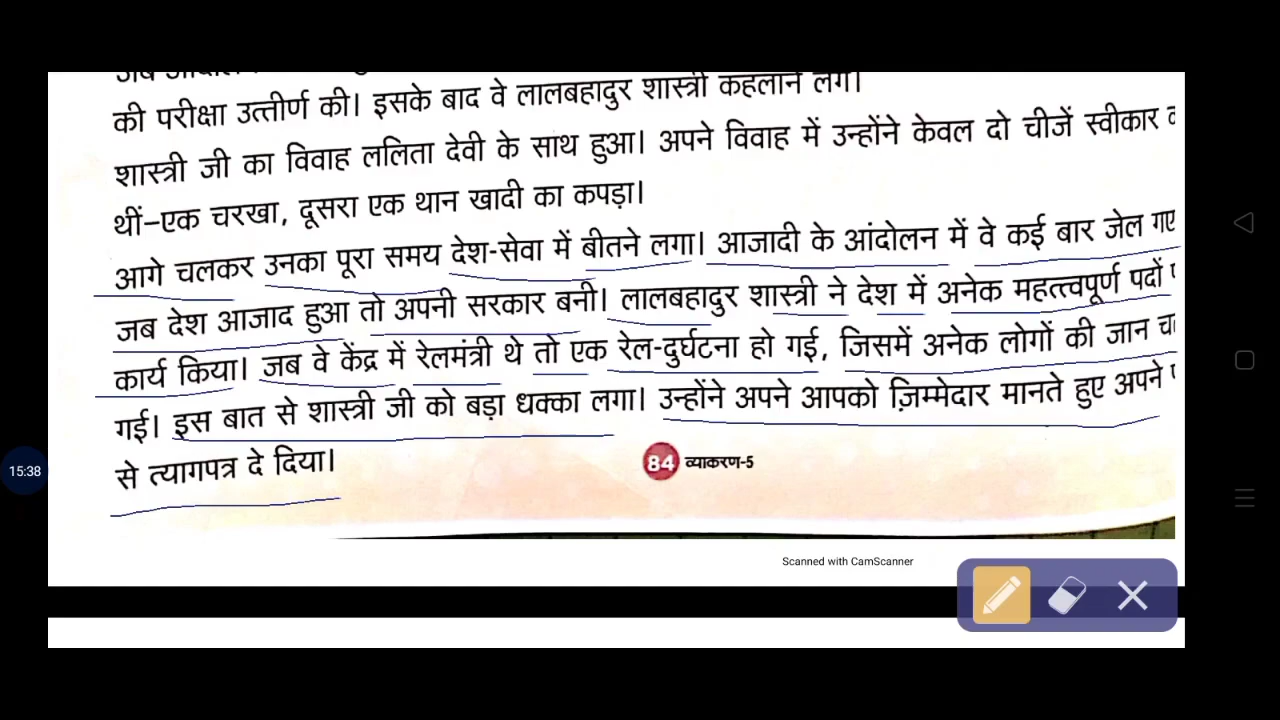 की परीक्षा उत्तीर्ण की। इसके बाद वे लालबहादुर शास्त्री कहलाने लगे।
शास्त्री जी का विवाह ललिता देवी के साथ हुआ। अपने विवाह में उन्होंने केवल दो चीजें स्वीकार
थीं–एक चरखा, दूसरा एक थान खादी का कपड़ा।
आगे चलकर उनका पूरा समय देश-सेवा में बीतने लगा। आजादी के आंदोलन में वे कई बार जेल गए
जब देश आजाद हुआ तो अपनी सरकार बनी। लालबहादुर शास्त्री ने देश में अनेक महत्त्वपूर्ण पदों
कार्य किया। जब वे केंद्र में रेलमंत्री थे तो एक रेल-दुर्घटना हो गई, जिसमें अनेक लोगों की जान
गई। इस बात से शास्त्री जी को बड़ा धक्का लगा। उन्होंने अपने आपको ज़िम्मेदार मानते हुए अपने
से त्यागपत्र दे दिया।
84 व्याकरण-5
15:38
Scanned with CamScanner